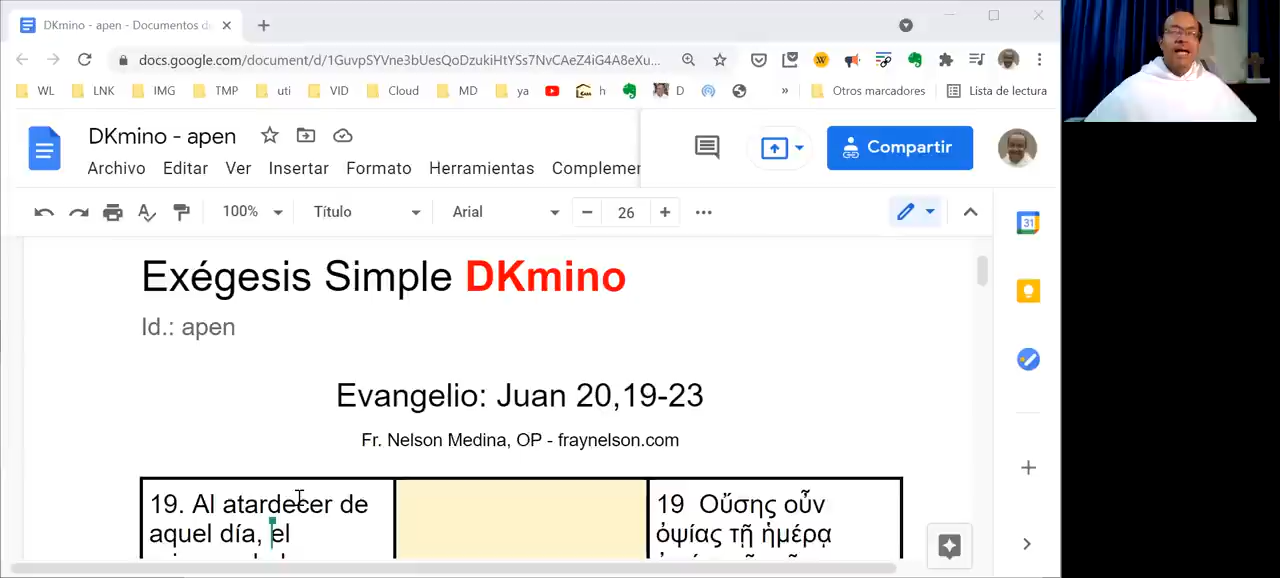 DKmino - apen - Documentos d
docs.google.com/document/d/1GuvpSYVne3bUesQoDzukiHtYSs7NvCAeZ4iG4A8eXu...
WL LNK IMG TMP uti VID Cloud MD ya h D » Otros marcadores Lista de lectura
DKmino - apen
Compartir
Archivo Editar Ver Insertar Formato Herramientas Complemen
100% Título Arial 26
31
Exégesis Simple DKmino
Id.: apen
Evangelio: Juan 20,19-23
Fr. Nelson Medina, OP - fraynelson.com
19. Al atardecer de
aquel día, el
19 Οὔσης οὖν
ὀψίας τῇ ἡμέρᾳ